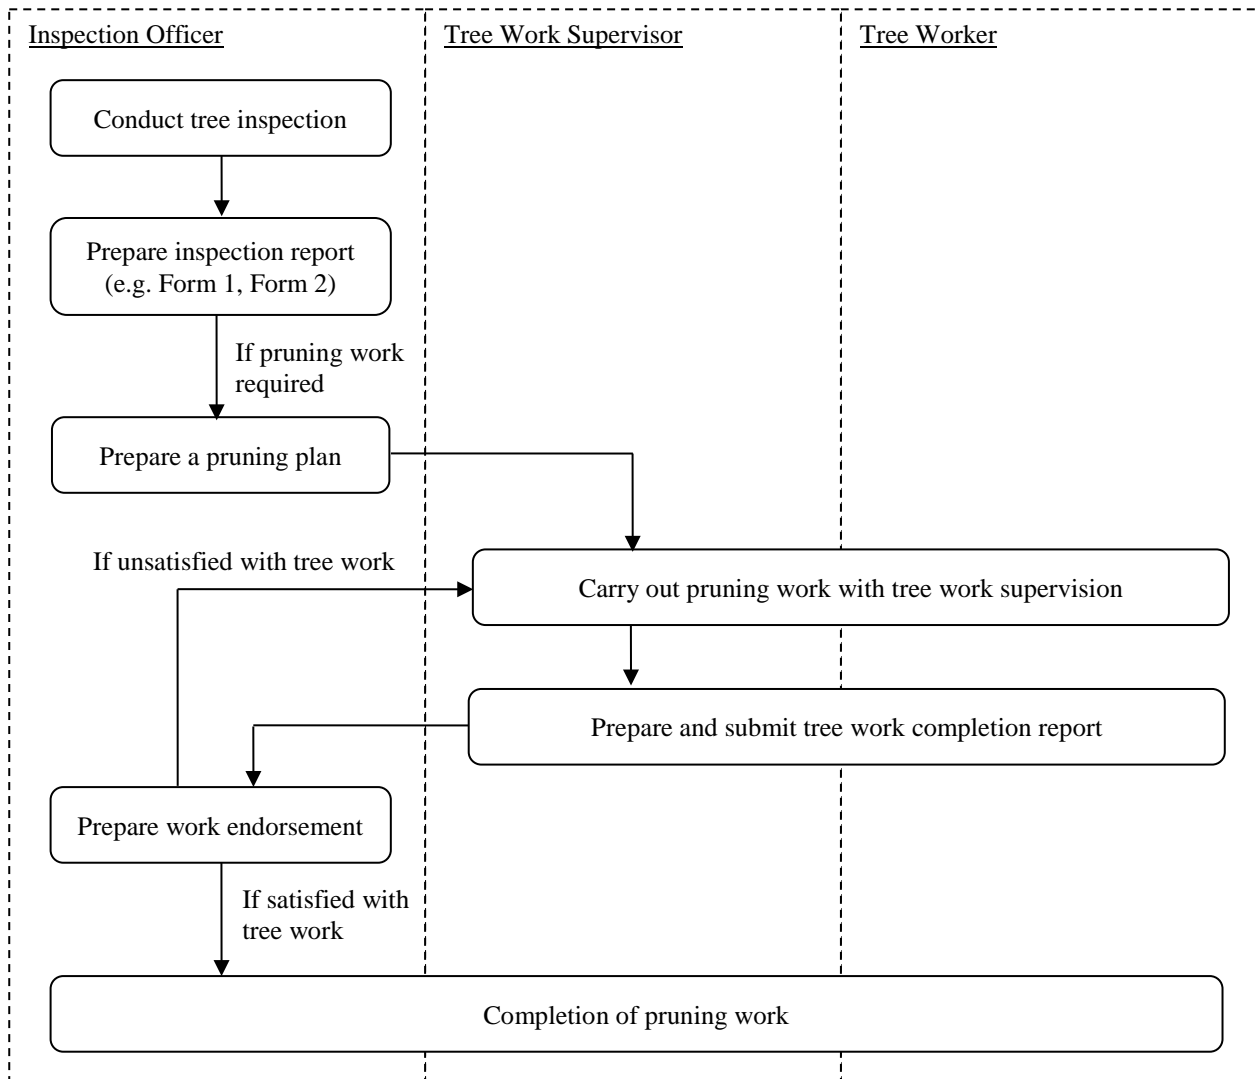 Inspection Officer
Tree Work Supervisor
Tree Worker
Conduct tree inspection
Prepare inspection report
(e.g. Form 1, Form 2)
If pruning work
required
Prepare a pruning plan
If unsatisfied with tree work
Carry out pruning work with tree work supervision
Prepare and submit tree work completion report
Prepare work endorsement
If satisfied with
tree work
Completion of pruning work